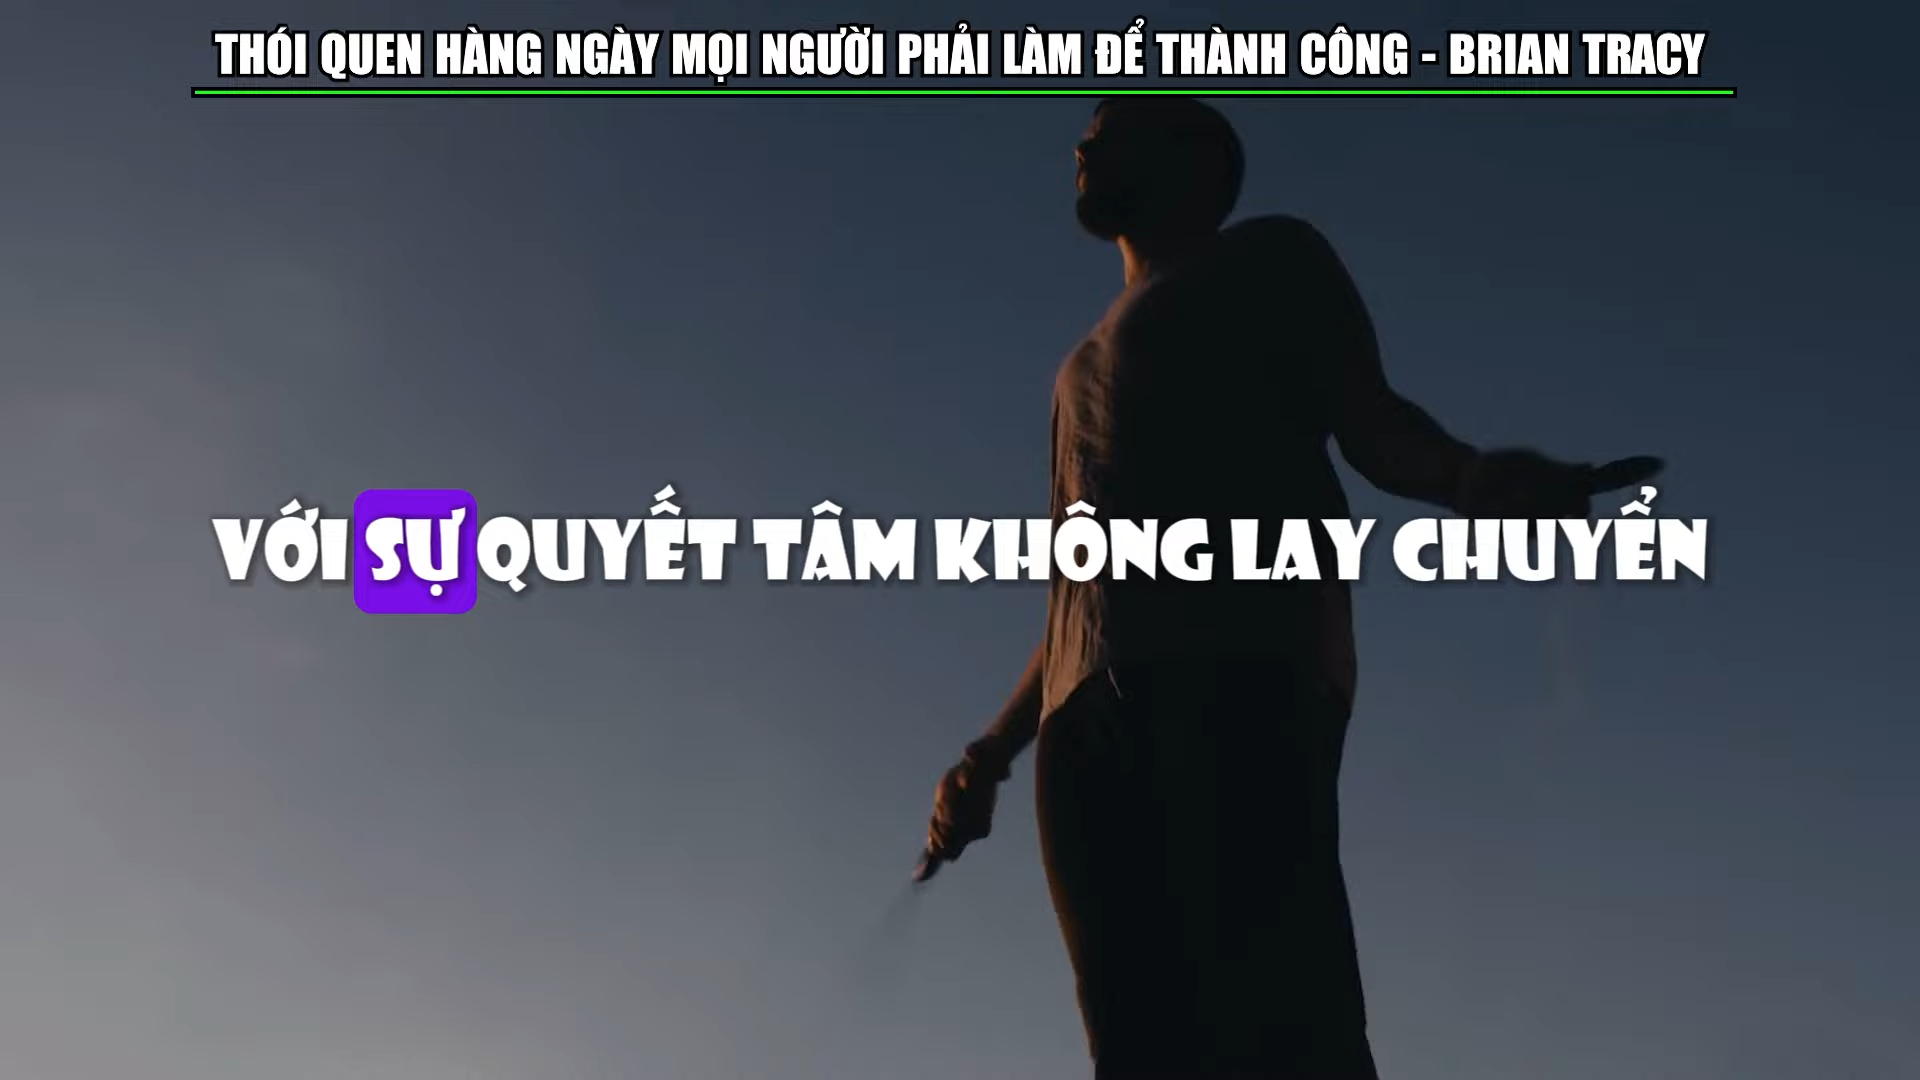 THÓI QUEN HÀNG NGÀY MỌI NGƯỜI PHẢI LÀM ĐỂ THÀNH CÔNG - BRIAN TRACY
VỚI SỰ QUYẾT TÂM KHÔNG LAY CHUYỂN